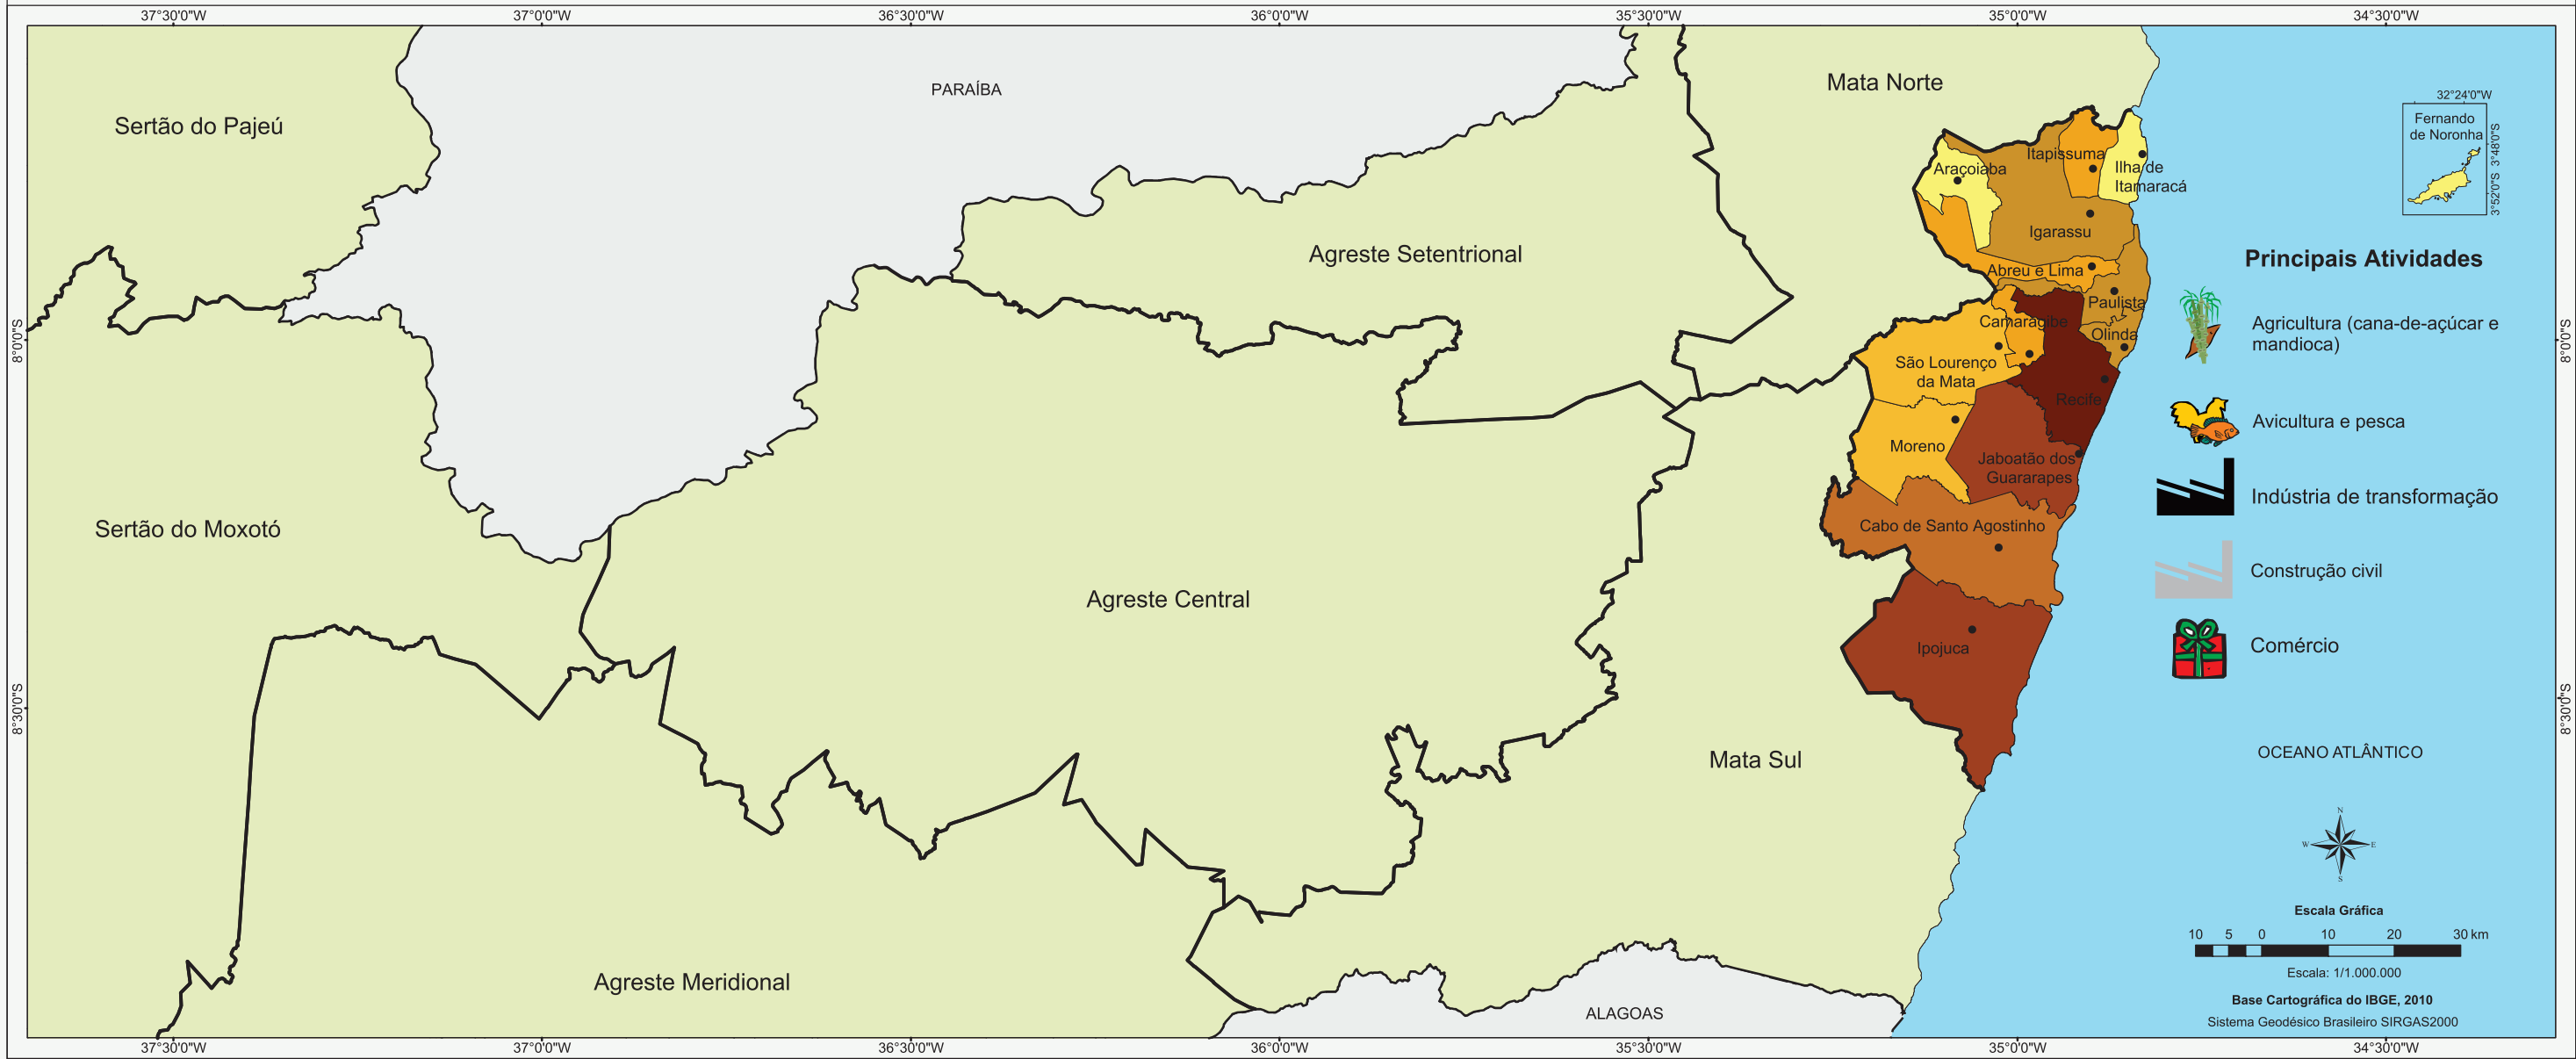 37°30'0"W 37°0'0"W 36°30'0"W 36°0'0"W 35°30'0"W 35°0'0"W 34°30'0"W
Mata Norte
PARAÍBA
Sertão do Pajeú
32°24'0"W
Fernando
de Noronha
3°48'0"S
3°52'0"S
Itapissuma
Araçoiaba
Ilha de
Itamaracá
Igarassu
Agreste Setentrional
Abreu e Lima
Paulista
Camaragibe
Olinda
São Lourenço
da Mata
Recife
Moreno
Jaboatão dos
Guararapes
Cabo de Santo Agostinho
Ipojuca
Principais Atividades
Agricultura (cana-de-açúcar e
mandioca)
Avicultura e pesca
Indústria de transformação
Construção civil
Comércio
8°0'0"S
8°0'0"S
Sertão do Moxotó
Agreste Central
8°30'0"S
8°30'0"S
Mata Sul
OCEANO ATLÂNTICO
N
W E
S
Escala Gráfica
10 5 0 10 20 30 km
Escala: 1/1.000.000
Base Cartográfica do IBGE, 2010
Sistema Geodésico Brasileiro SIRGAS2000
Agreste Meridional
ALAGOAS
37°30'0"W 37°0'0"W 36°30'0"W 36°0'0"W 35°30'0"W 35°0'0"W 34°30'0"W